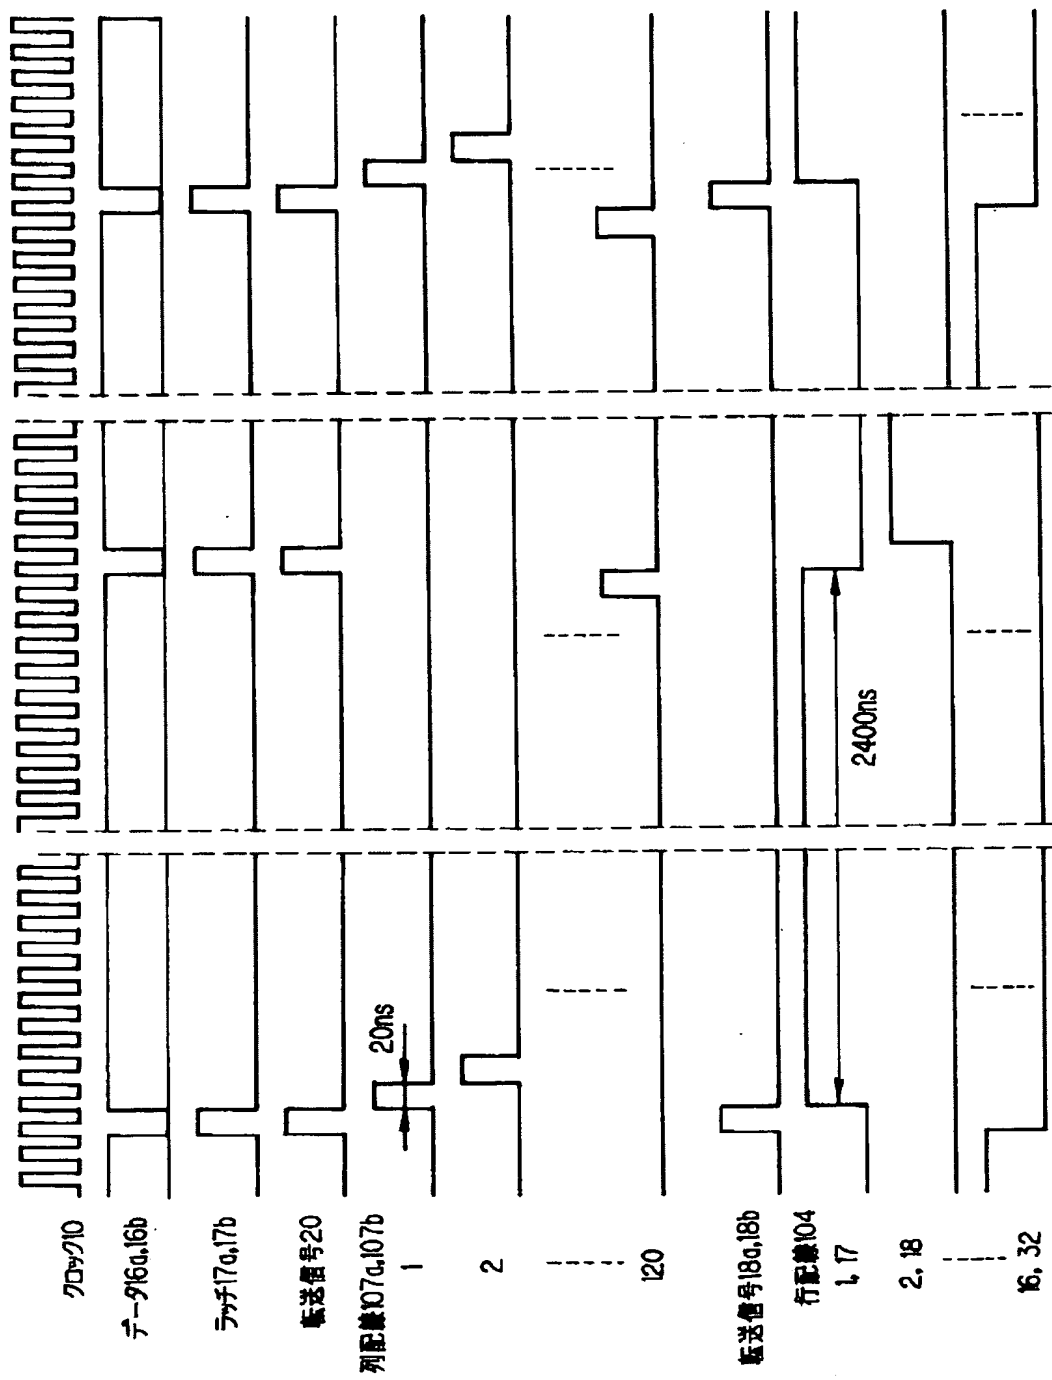 クロック10
データ16a,16b
ラッチ17a,17b
転送信号20
列配線107a,107b
1
2
120
転送信号18a,18b
行配線104
1,17
2,18
16,32
20ns
2400ns